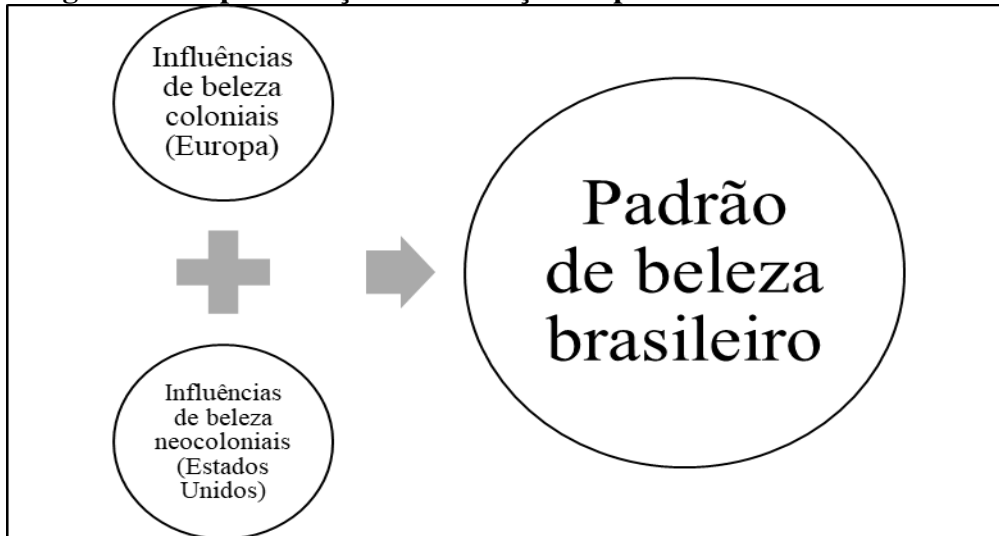 Influências
de beleza
coloniais
(Europa)
Influências
de beleza
neocoloniais
(Estados
Unidos)
Padrão
de beleza
brasileiro